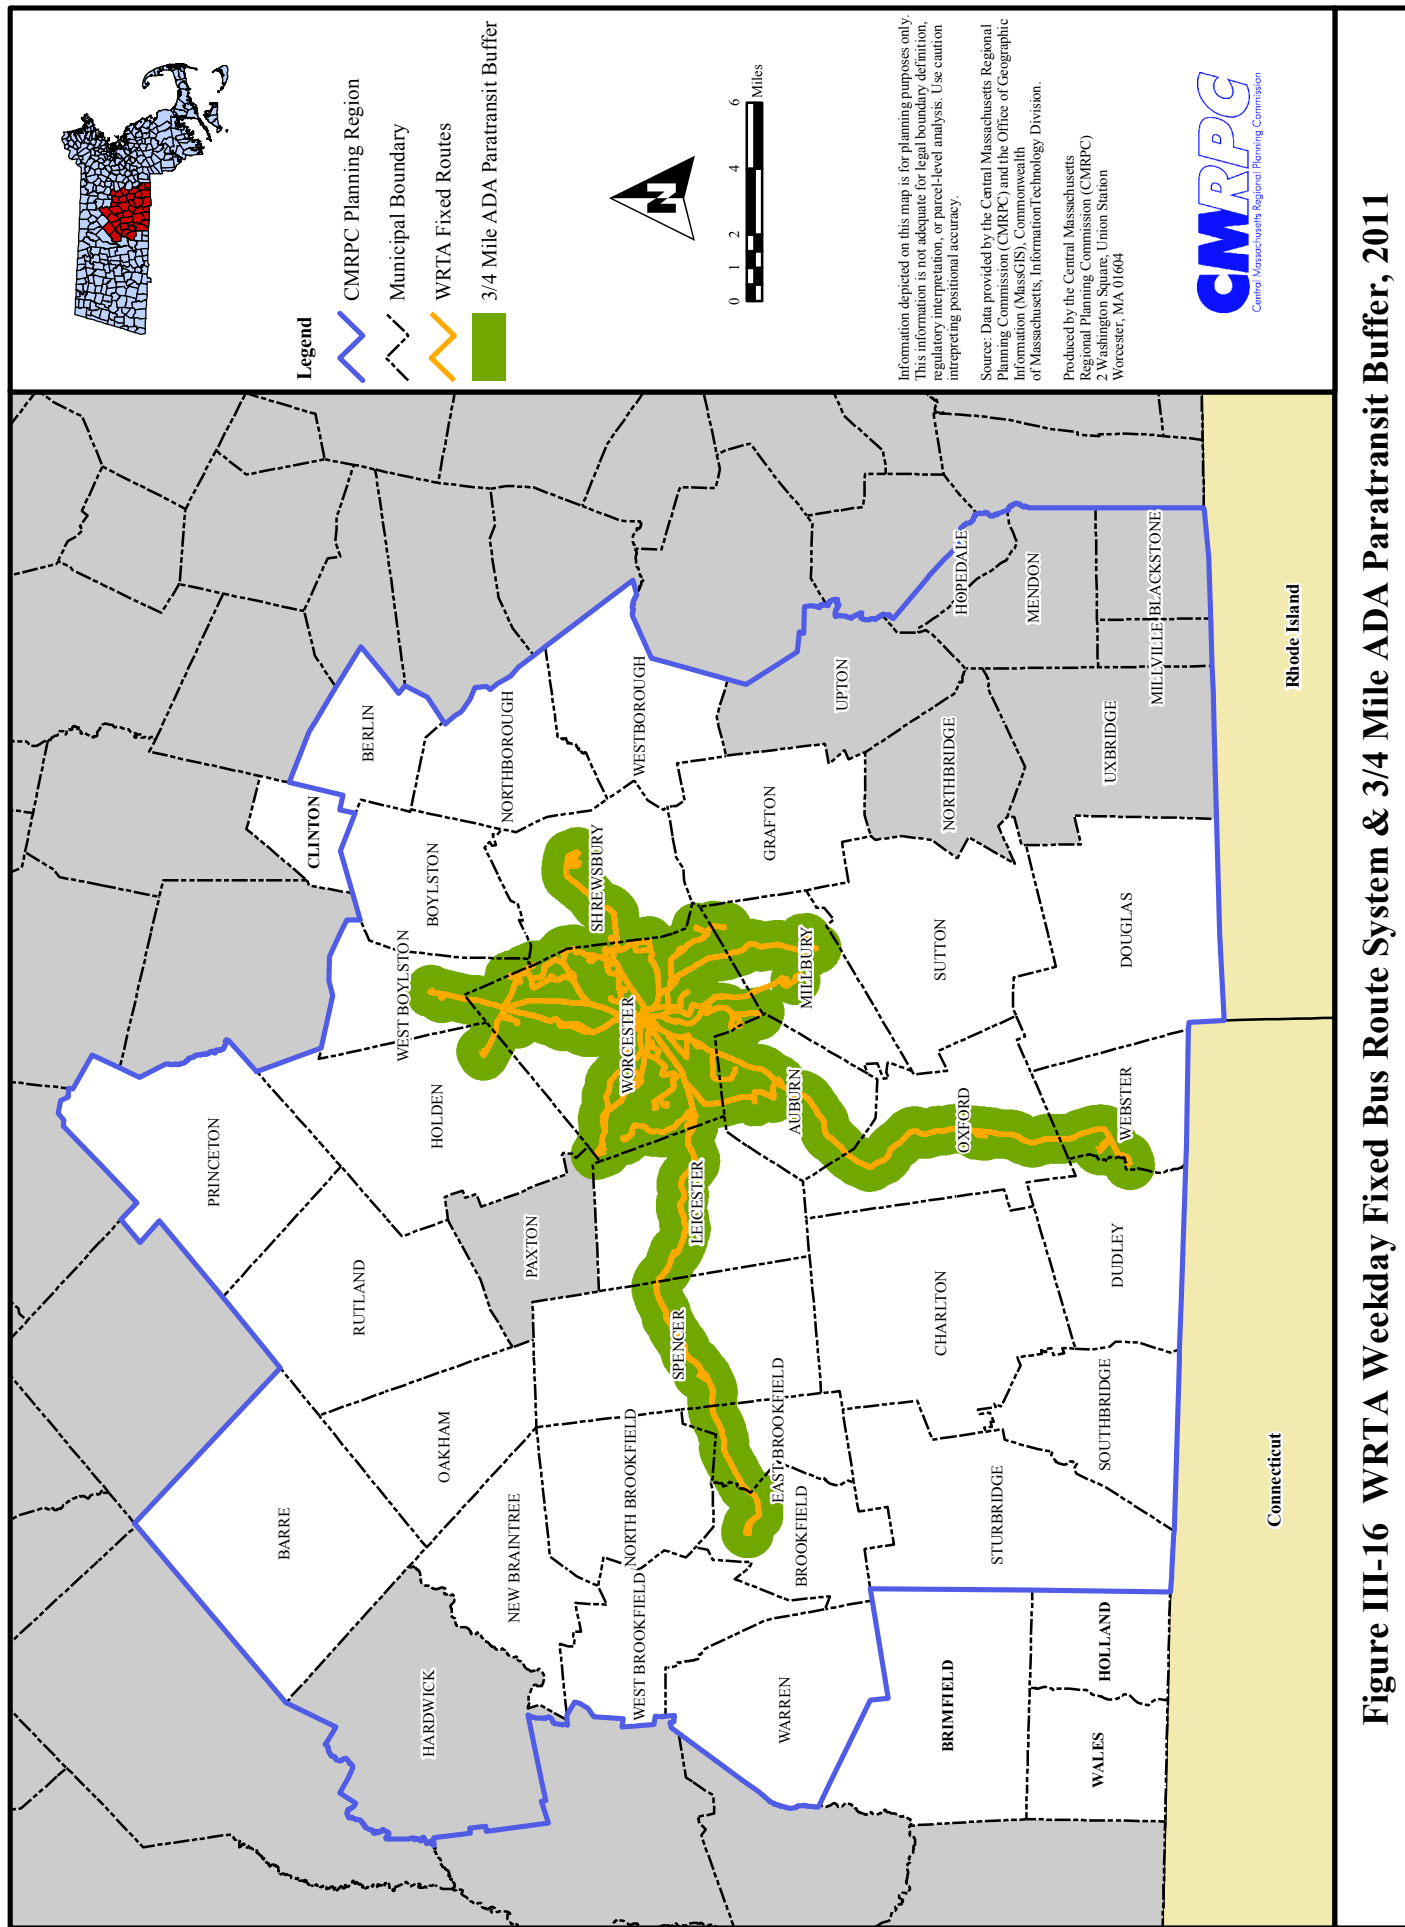 Legend
CMRPC Planning Region
Municipal Boundary
WRTA Fixed Routes
3/4 Mile ADA Paratransit Buffer
N
0 1 2 4 6
Miles
Information depicted on this map is for planning purposes only.
This information is not adequate for legal boundary definition,
regulatory interpretation, or parcel-level analysis. Use caution
intrepreting positional accuracy.
Source: Data provided by the Central Massachusetts Regional
Planning Commission (CMRPC) and the Office of Geographic
Information (MassGIS), Commonwealth
of Massachusetts, InformationTechnology Division.
Produced by the Central Massachusetts
Regional Planning Commission (CMRPC)
2 Washington Square, Union Station
Worcester, MA 01604
CMRPC
Central Massachusetts Regional Planning Commission
PRINCETON
BARRE
RUTLAND
HOLDEN
WEST BOYLSTON
CLINTON
BERLIN
BOYLSTON
NORTHBOROUGH
HARDWICK
OAKHAM
PAXTON
NEW BRAINTREE
WORCESTER
SHREWSBURY
WESTBOROUGH
WEST BROOKFIELD
NORTH BROOKFIELD
SPENCER
LEICESTER
WARREN
BROOKFIELD
EAST BROOKFIELD
AUBURN
MILLBURY
GRAFTON
UPTON
BRIMFIELD
STURBRIDGE
CHARLTON
OXFORD
SUTTON
NORTHBRIDGE
HOPEDALE
MENDON
WALES
HOLLAND
SOUTHBRIDGE
DUDLEY
WEBSTER
DOUGLAS
UXBRIDGE
MILLVILLE
BLACKSTONE
Connecticut
Rhode Island
Figure III-16 WRTA Weekday Fixed Bus Route System & 3/4 Mile ADA Paratransit Buffer, 2011